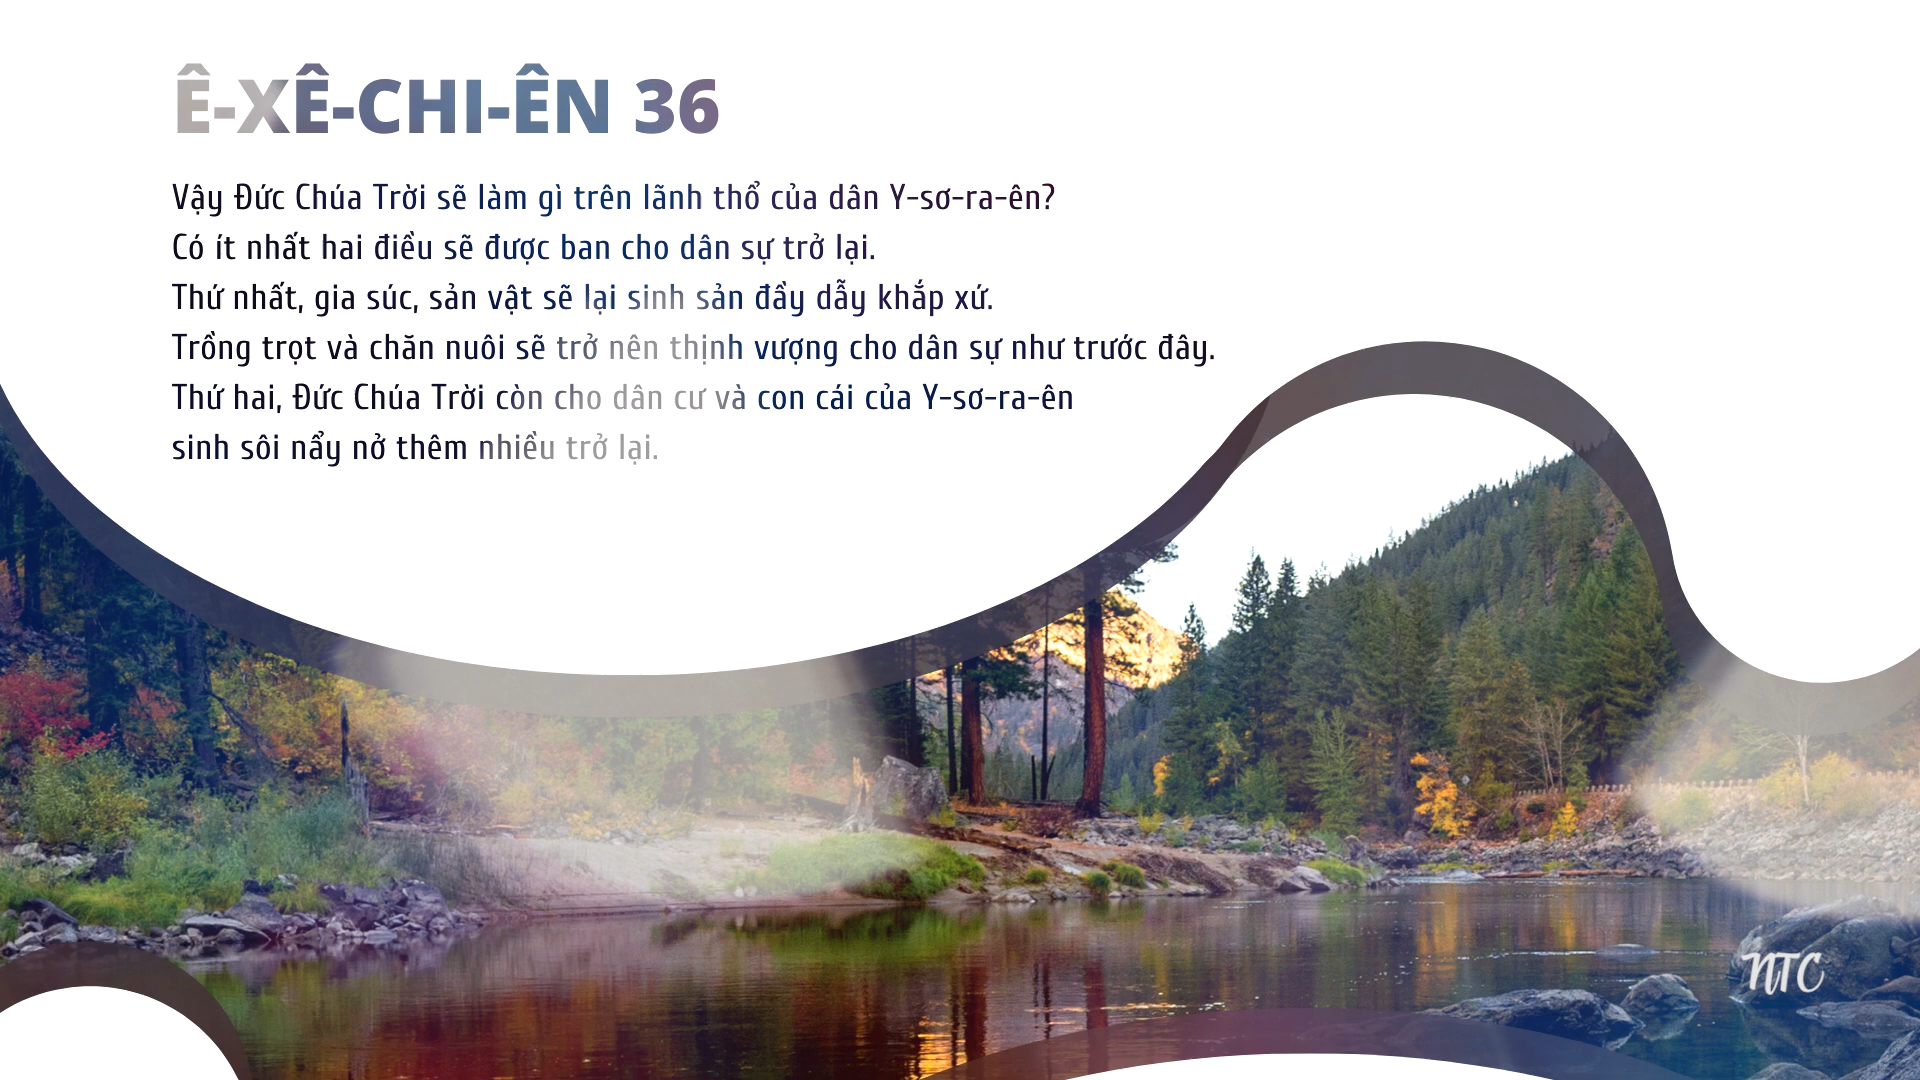 Ê-XÊ-CHI-ÊN 36
Vậy Đức Chúa Trời sẽ làm gì trên lãnh thổ của dân Y-sơ-ra-ên?
Có ít nhất hai điều sẽ được ban cho dân sự trở lại.
Thứ nhất, gia súc, sản vật sẽ lại sinh sản đầy dẫy khắp xứ.
Trồng trọt và chăn nuôi sẽ trở nên thịnh vượng cho dân sự như trước đây.
Thứ hai, Đức Chúa Trời còn cho dân cư và con cái của Y-sơ-ra-ên
sinh sôi nẩy nở thêm nhiều trở lại.
NTC